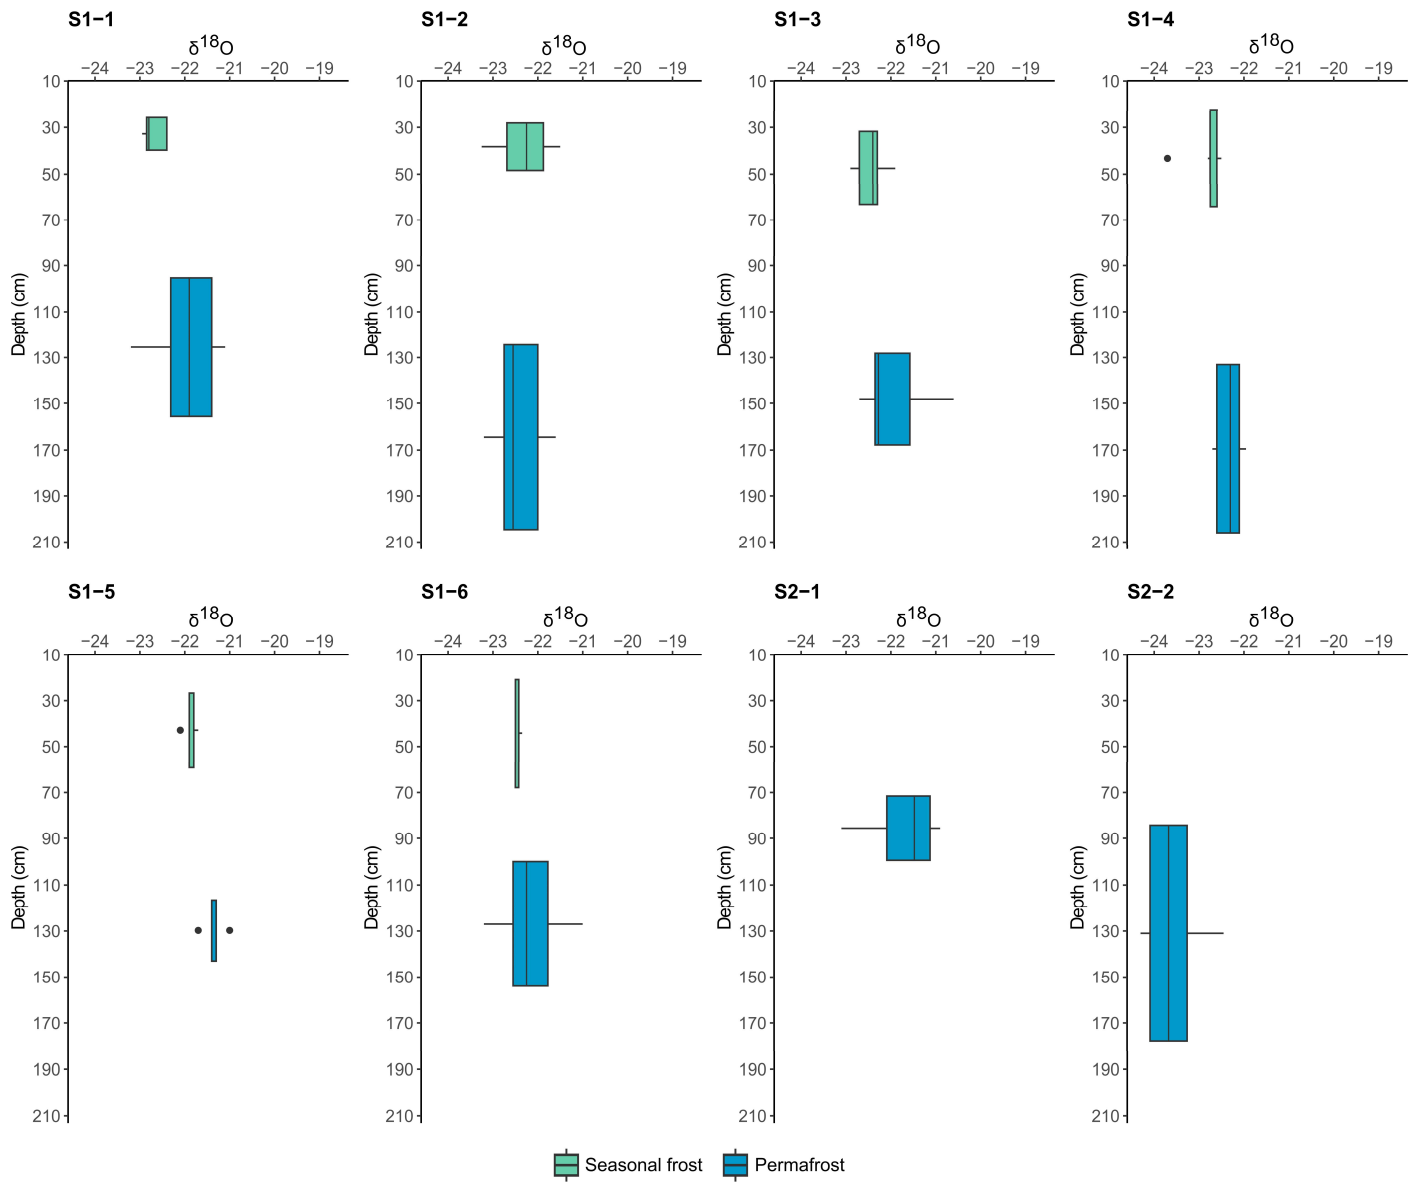 S1−1 S1−2 S1−3 S1−4
δ18O δ18O δ18O δ18O
−24 −23 −22 −21 −20 −19 −24 −23 −22 −21 −20 −19 −24 −23 −22 −21 −20 −19 −24 −23 −22 −21 −20 −19
10 10 10 10
30 30 30 30
50 50 50 50
70 70 70 70
90 90 90 90
Depth (cm) Depth (cm) Depth (cm) Depth (cm)
110 110 110 110
130 130 130 130
150 150 150 150
170 170 170 170
190 190 190 190
210 210 210 210
S1−5 S1−6 S2−1 S2−2
δ18O δ18O δ18O δ18O
−24 −23 −22 −21 −20 −19 −24 −23 −22 −21 −20 −19 −24 −23 −22 −21 −20 −19 −24 −23 −22 −21 −20 −19
10 10 10 10
30 30 30 30
50 50 50 50
70 70 70 70
90 90 90 90
Depth (cm) Depth (cm) Depth (cm) Depth (cm)
110 110 110 110
130 130 130 130
150 150 150 150
170 170 170 170
190 190 190 190
210 210 210 210
Seasonal frost Permafrost